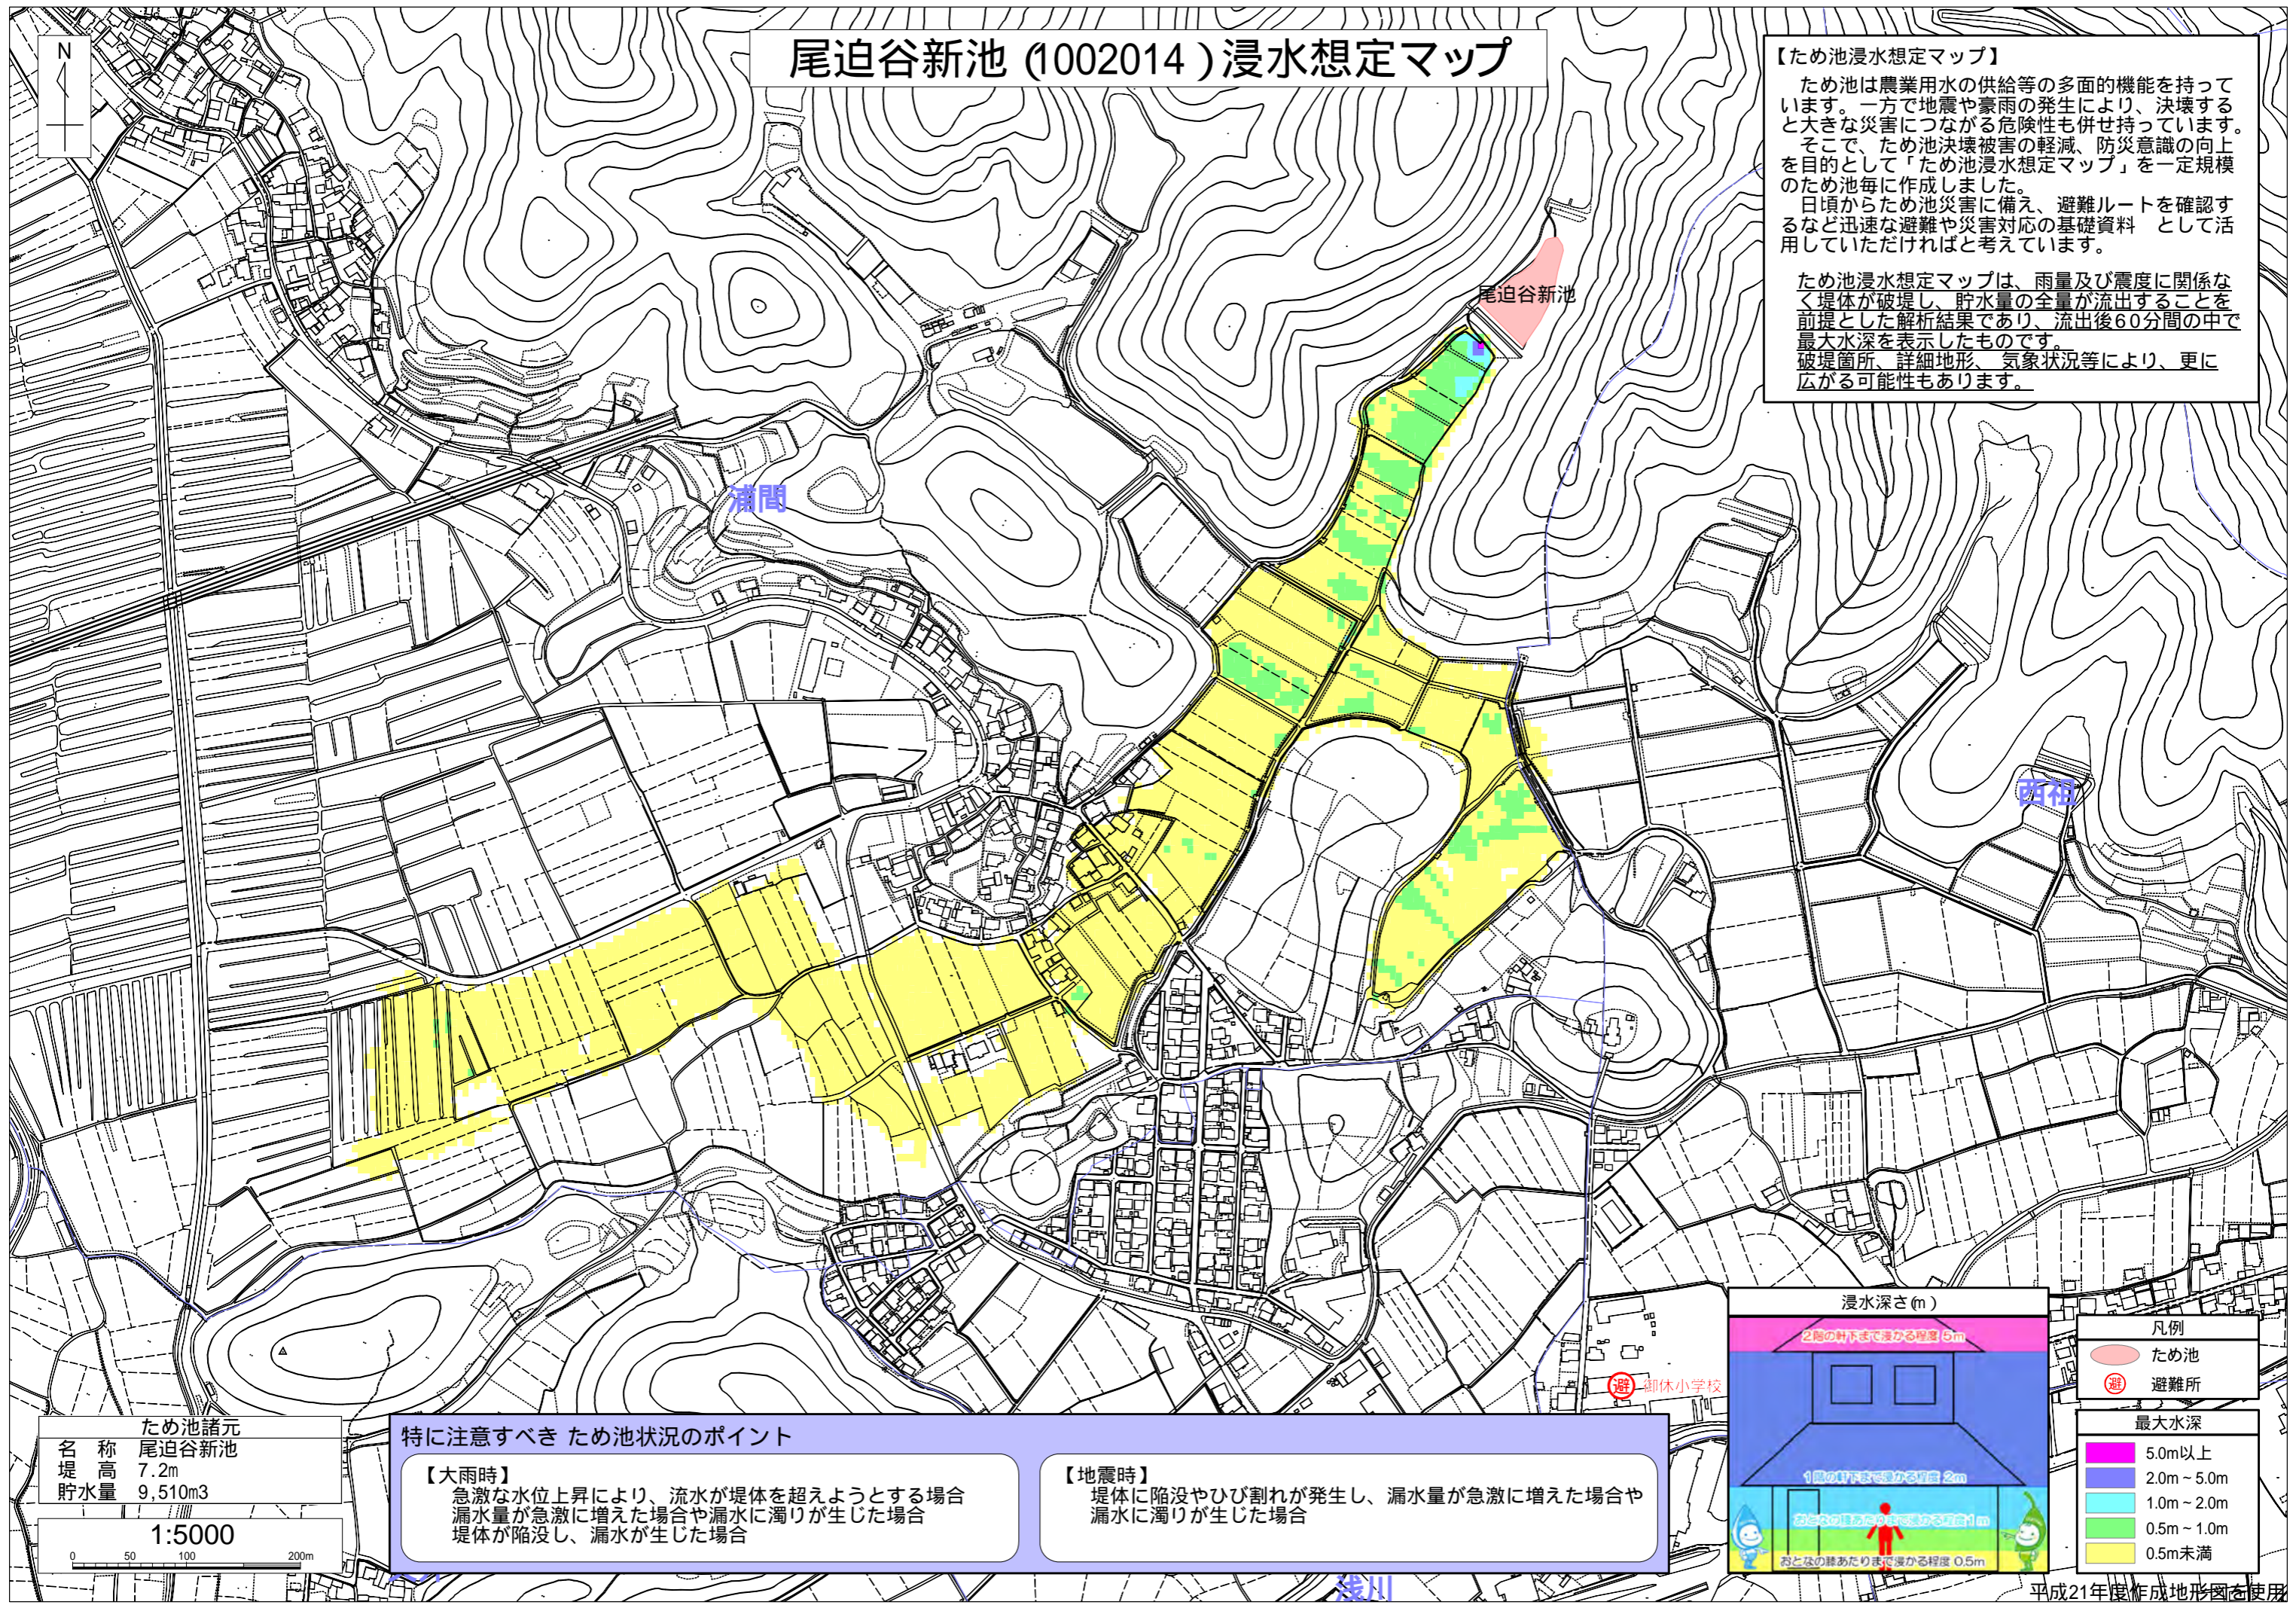 尾迫谷新池 (1002014）浸水想定マップ
N
【ため池浸水想定マップ】
ため池は農業用水の供給等の多面的機能を持って
います。一方で地震や豪雨の発生により、決壊する
と大きな災害につながる危険性も併せ持っています。
そこで、ため池決壊被害の軽減、防災意識の向上
を目的として「ため池浸水想定マップ」を一定規模
のため池毎に作成しました。
日頃からため池災害に備え、避難ルートを確認す
るなど迅速な避難や災害対応の基礎資料　として活
用していただければと考えています。
ため池浸水想定マップは、雨量及び震度に関係な
く堤体が破堤し、貯水量の全量が流出することを
前提とした解析結果であり、流出後60分間の中で
最大水深を表示したものです。
破堤箇所、詳細地形、気象状況等により、更に
広がる可能性もあります。
尾迫谷新池
浦間
西祖
避 御休小学校
浅川
ため池諸元
名　称　尾迫谷新池
堤　高　7.2m
貯水量　9,510m3
1:5000
0 50 100 200m
特に注意すべき ため池状況のポイント
【大雨時】
急激な水位上昇により、流水が堤体を超えようとする場合
漏水量が急激に増えた場合や漏水に濁りが生じた場合
堤体が陥没し、漏水が生じた場合
【地震時】
堤体に陥没やひび割れが発生し、漏水量が急激に増えた場合や
漏水に濁りが生じた場合
浸水深さ(m)
2階の軒下まで浸かる程度 5m
1階の軒下まで浸かる程度 2m
おとなの腰あたりまで浸かる程度 1m
おとなの膝あたりまで浸かる程度 0.5m
凡例
ため池
避 避難所
最大水深
5.0m以上
2.0m～5.0m
1.0m～2.0m
0.5m～1.0m
0.5m未満
平成21年度作成地形図を使用